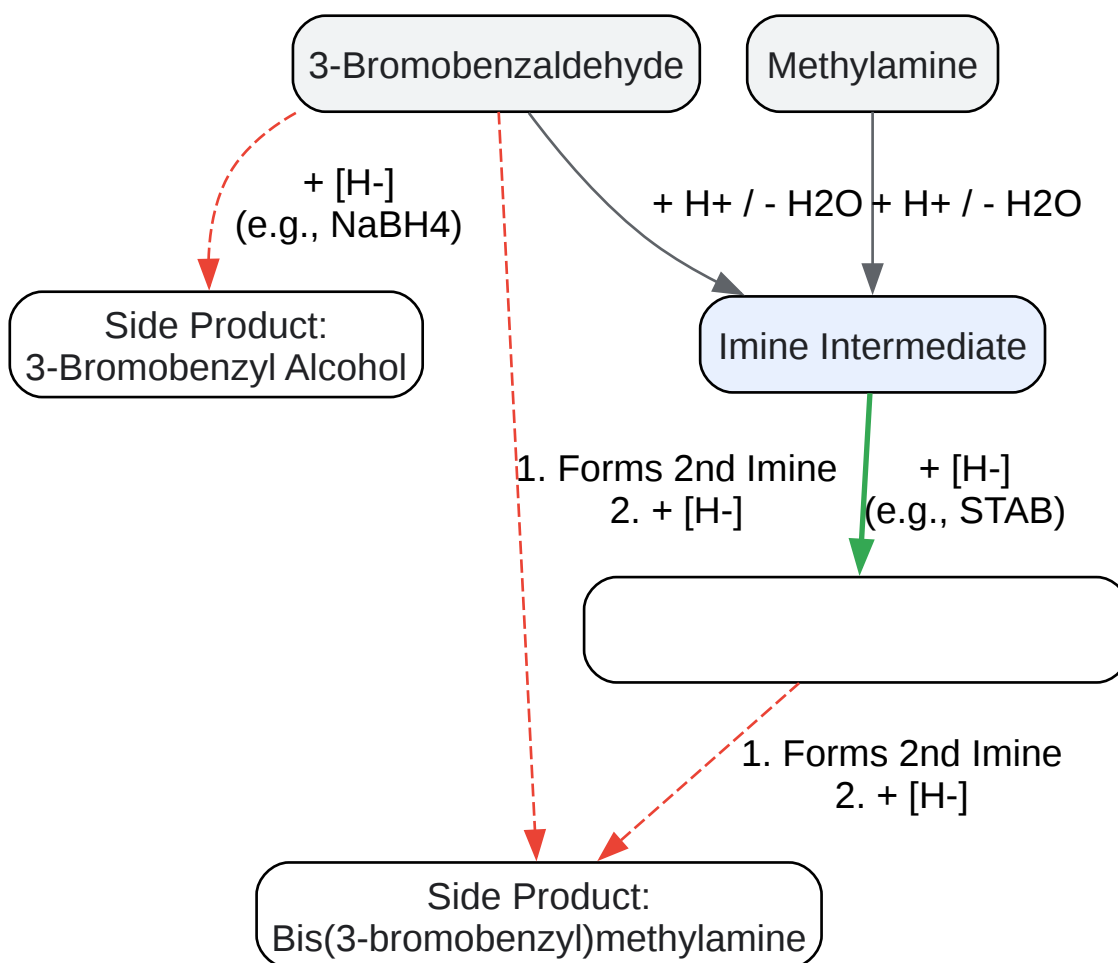 3-Bromobenzaldehyde
Methylamine
+ [H-]
(e.g., NaBH4)
+ H+ / - H2O
+ H+ / - H2O
Side Product:
3-Bromobenzyl Alcohol
Imine Intermediate
1. Forms 2nd Imine
2. + [H-]
+ [H-]
(e.g., STAB)
1. Forms 2nd Imine
2. + [H-]
Side Product:
Bis(3-bromobenzyl)methylamine